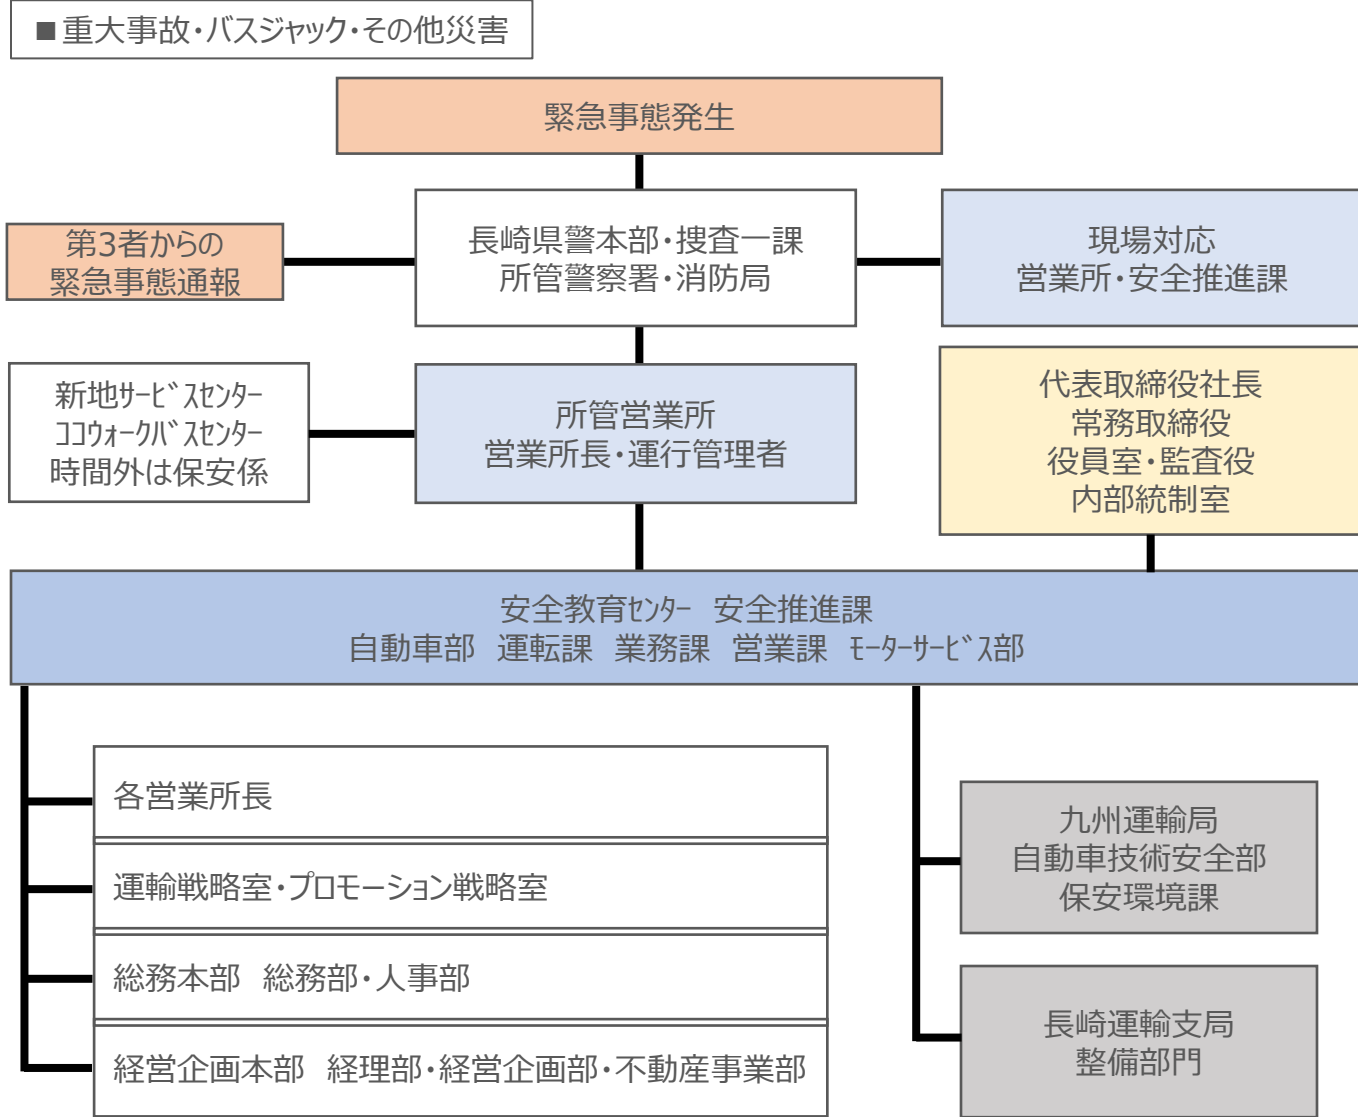 ■重大事故・バスジャック・その他災害
緊急事態発生
第3者からの
緊急事態通報
長崎県警本部・捜査一課
所管警察署・消防局
現場対応
営業所・安全推進課
新地ｻｰﾋﾞｽｾﾝﾀｰ
ｺｺｳｫｰｸﾊﾞｽｾﾝﾀｰ
時間外は保安係
所管営業所
営業所長・運行管理者
代表取締役社長
常務取締役
役員室・監査役
内部統制室
安全教育ｾﾝﾀｰ　安全推進課
自動車部　運転課　業務課　営業課　ﾓｰﾀｰｻｰﾋﾞｽ部
各営業所長
運輸戦略室・プロモーション戦略室
総務本部　総務部・人事部
経営企画本部　経理部・経営企画部・不動産事業部
九州運輸局
自動車技術安全部
保安環境課
長崎運輸支局
整備部門